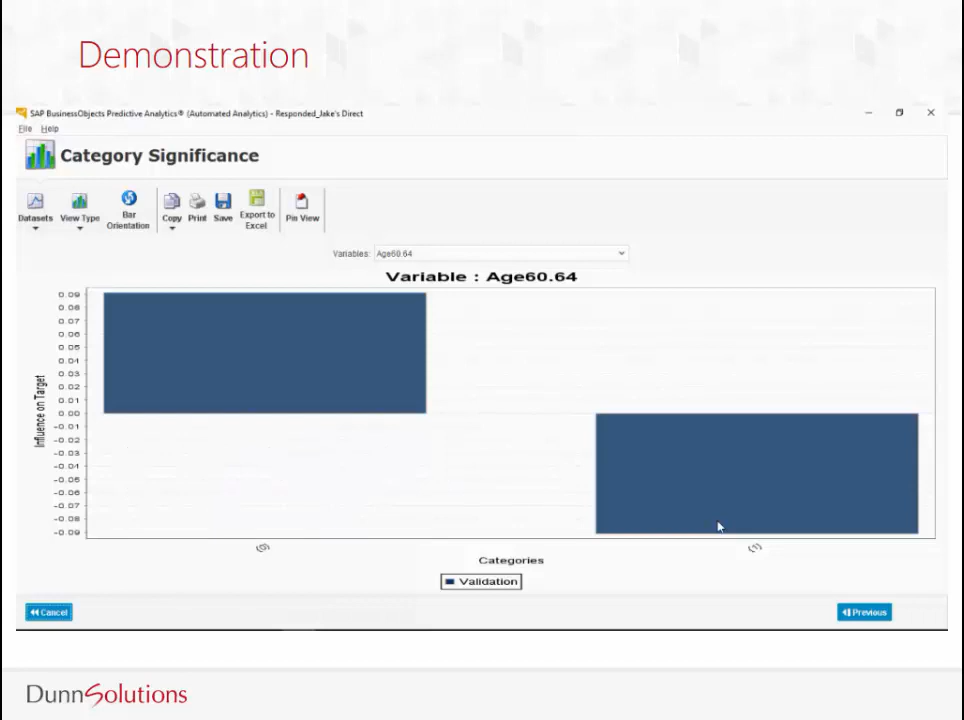 Demonstration
SAP BusinessObjects Predictive Analytics® (Automated Analytics) - Responded_Jake's Direct
File Help
Category Significance
Datasets View Type Bar Orientation Copy Print Save Export to Excel Pin View
Variables: Age60.64
Variable : Age60.64
0.09
0.08
0.07
0.06
0.05
0.04
0.03
0.02
0.01
0.00
-0.01
-0.02
-0.03
-0.04
-0.05
-0.06
-0.07
-0.08
-0.09
Influence on Target
(0) (1)
Categories
Validation
Cancel Previous
DunnSolutions